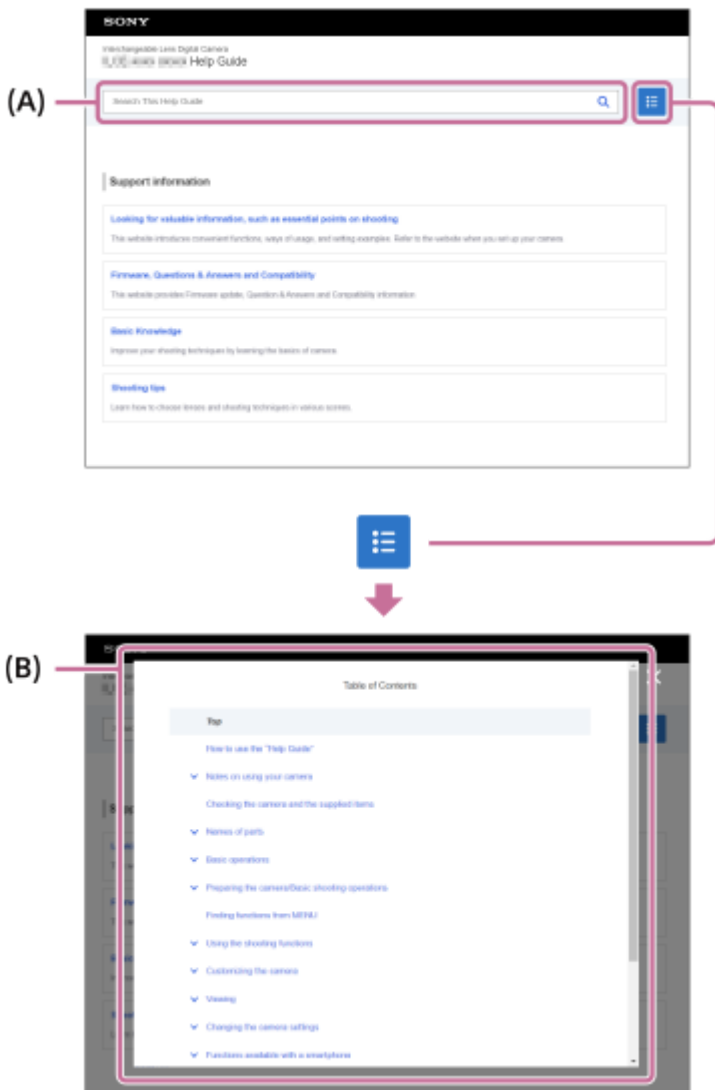 SONY
Interchangeable Lens Digital Camera
Help Guide
(A)
Search This Help Guide
Support information
Looking for valuable information, such as essential points on shooting
This website introduces convenient functions, ways of usage, and setting examples. Refer to the website when you set up your camera.
Firmware, Questions & Answers and Compatibility
This website provides Firmware update, Question & Answers and Compatibility information
Basic Knowledge
Improve your shooting techniques by learning the basics of camera.
Shooting tips
Learn how to choose lenses and shooting techniques in various scenes.
(B)
Table of Contents
Top
How to use the "Help Guide"
Notes on using your camera
Checking the camera and the supplied items
Names of parts
Basic operations
Preparing the camera/Basic shooting operations
Finding functions from MENU
Using the shooting functions
Customizing the camera
Viewing
Changing the camera settings
Functions available with a smartphone